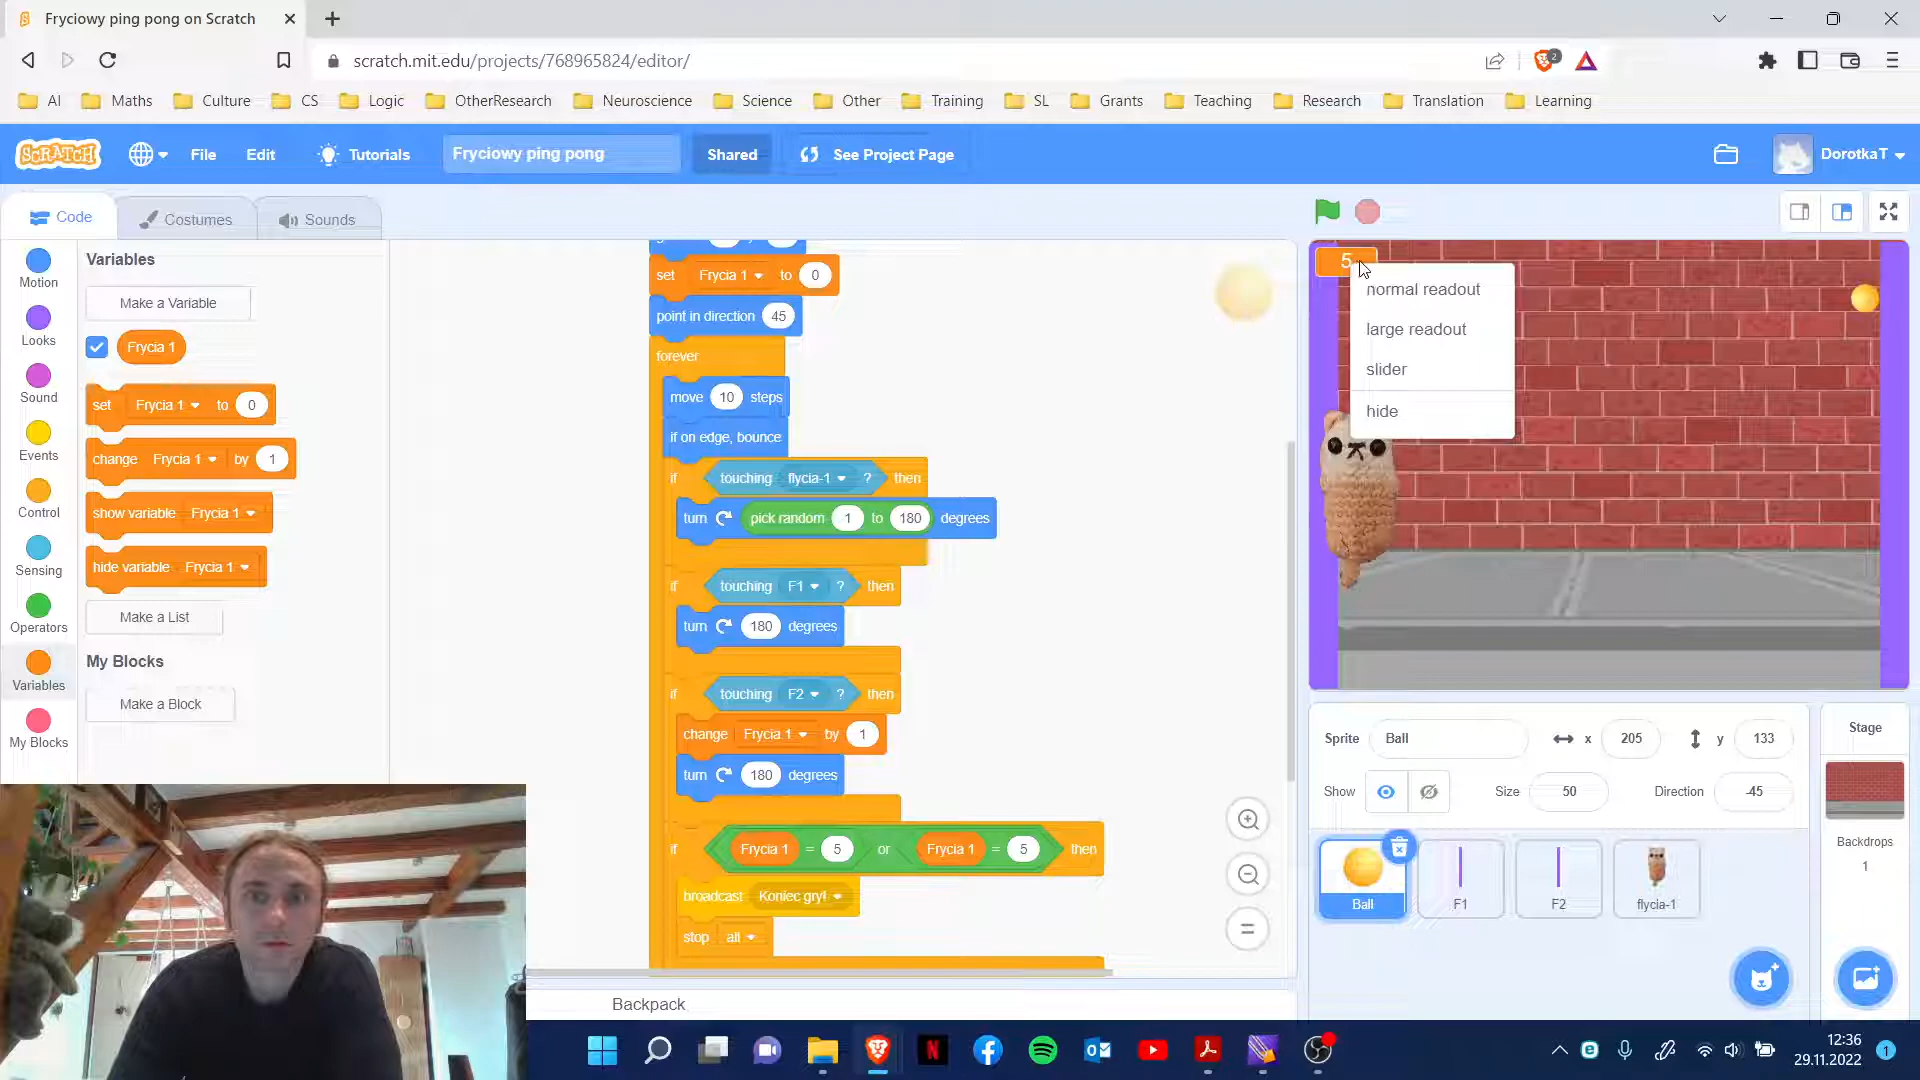 Fryciowy ping pong on Scratch
scratch.mit.edu/projects/768965824/editor/
2
AI Maths Culture CS Logic OtherResearch Neuroscience Science Other Training SL Grants Teaching Research Translation Learning
SCRATCH File Edit Tutorials Fryciowy ping pong Shared See Project Page DorotkaT
Code Costumes Sounds
Motion
Looks
Sound
Events
Control
Sensing
Operators
Variables
My Blocks
Variables
Make a Variable
Frycia 1
set Frycia 1 to 0
change Frycia 1 by 1
show variable Frycia 1
hide variable Frycia 1
Make a List
My Blocks
Make a Block
set Frycia 1 to 0
point in direction 45
forever
move 10 steps
if on edge, bounce
if touching flycia-1 ? then
turn pick random 1 to 180 degrees
if touching F1 ? then
turn 180 degrees
if touching F2 ? then
change Frycia 1 by 1
turn 180 degrees
if Frycia 1 = 5 or Frycia 1 = 5 then
broadcast Koniec gry!
stop all
Backpack
5
normal readout
large readout
slider
hide
Sprite Ball x 205 y 133
Show Size 50 Direction -45
Ball F1 F2 flycia-1
Stage
Backdrops
1
12:36
29.11.2022
1